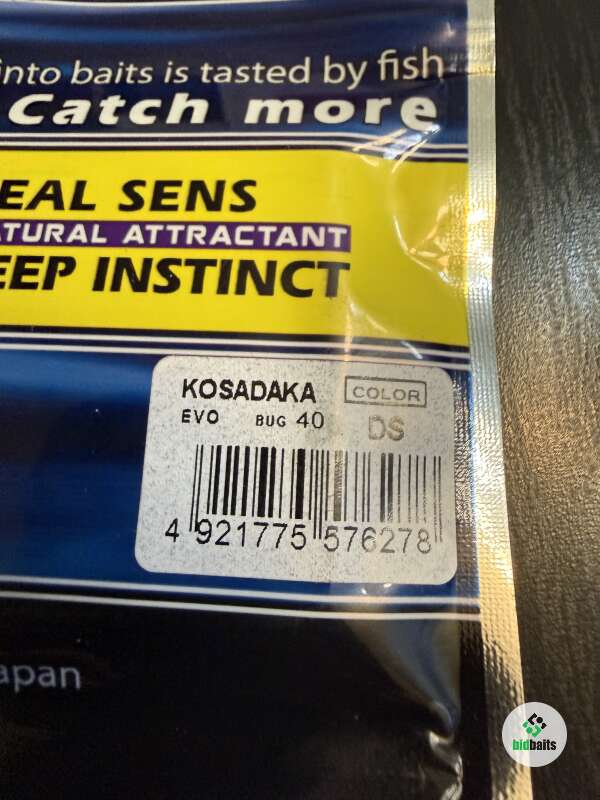 into baits is tasted by fish
Catch more
EAL SENS
ATURAL ATTRACTANT
EEP INSTINCT
KOSADAKA COLOR
EVO BUG 40 DS
4 921775 576278
apan
bidbaits